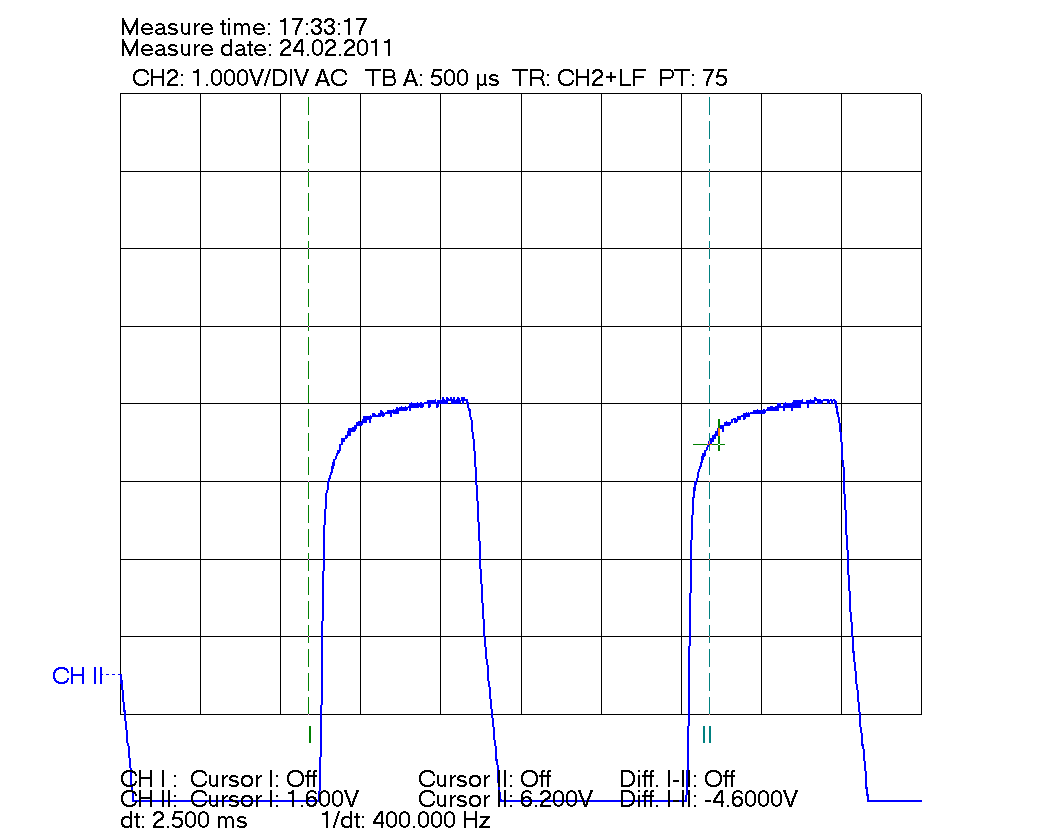 Measure time: 17:33:17
Measure date: 24.02.2011
CH2: 1.000V/DIV AC TB A: 500 µs TR: CH2+LF PT: 75
CH II
I II
CH I : Cursor I: Off Cursor II: Off Diff. I-II: Off
CH II: Cursor I: 1.600V Cursor II: 6.200V Diff. I-II: -4.6000V
dt: 2.500 ms 1/dt: 400.000 Hz